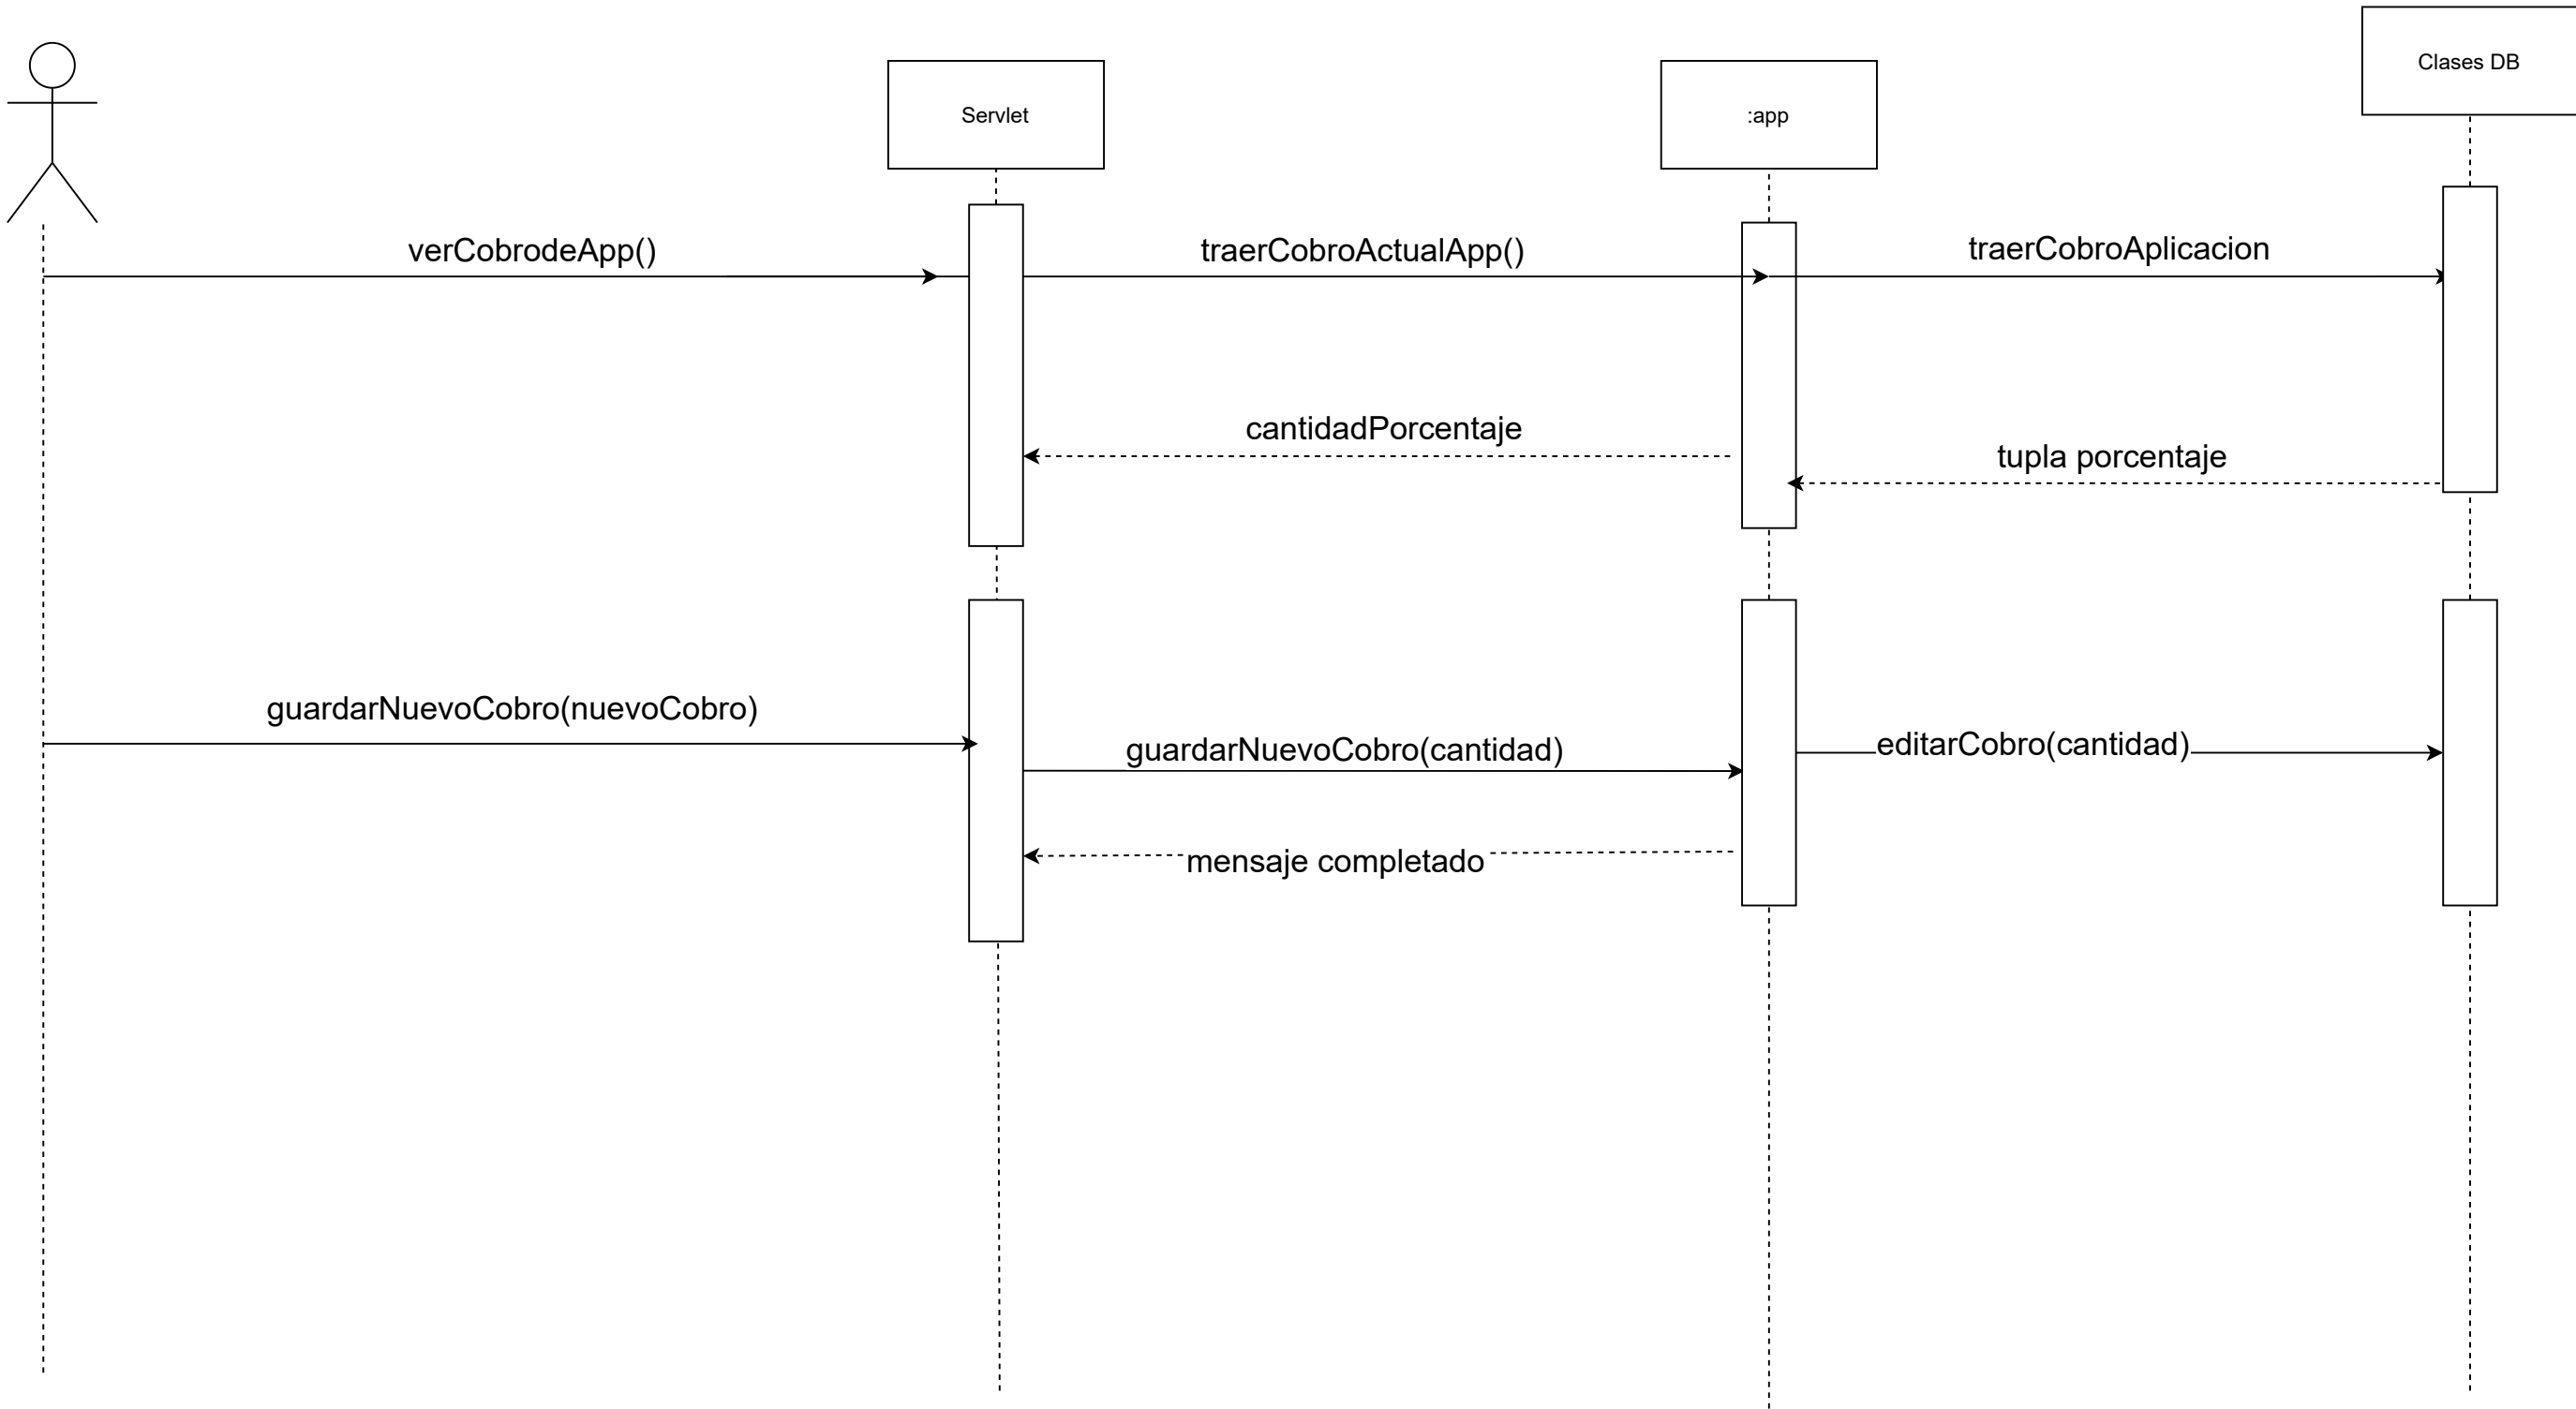 Clases DB
Servlet
:app
verCobrodeApp()
traerCobroActualApp()
traerCobroAplicacion
cantidadPorcentaje
tupla porcentaje
guardarNuevoCobro(nuevoCobro)
guardarNuevoCobro(cantidad)
editarCobro(cantidad)
mensaje completado